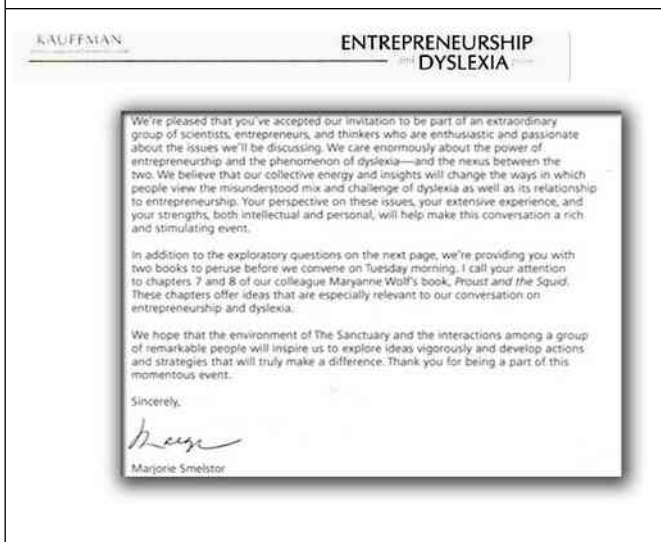 KAUFFMAN
ENTREPRENEURSHIP
and DYSLEXIA
We're pleased that you've accepted our invitation to be part of an extraordinary
group of scientists, entrepreneurs, and thinkers who are enthusiastic and passionate
about the issues we'll be discussing. We care enormously about the power of
entrepreneurship and the phenomenon of dyslexia—and the nexus between the
two. We believe that our collective energy and insights will change the ways in which
people view the misunderstood mix and challenge of dyslexia as well as its relationship
to entrepreneurship. Your perspective on these issues, your extensive experience, and
your strengths, both intellectual and personal, will help make this conversation a rich
and stimulating event.
In addition to the exploratory questions on the next page, we're providing you with
two books to peruse before we convene on Tuesday morning. I call your attention
to chapters 7 and 8 of our colleague Maryanne Wolf's book, Proust and the Squid.
These chapters offer ideas that are especially relevant to our conversation on
entrepreneurship and dyslexia.
We hope that the environment of The Sanctuary and the interactions among a group
of remarkable people will inspire us to explore ideas vigorously and develop actions
and strategies that will truly make a difference. Thank you for being a part of this
momentous event.
Sincerely,
Marjorie Smelstor